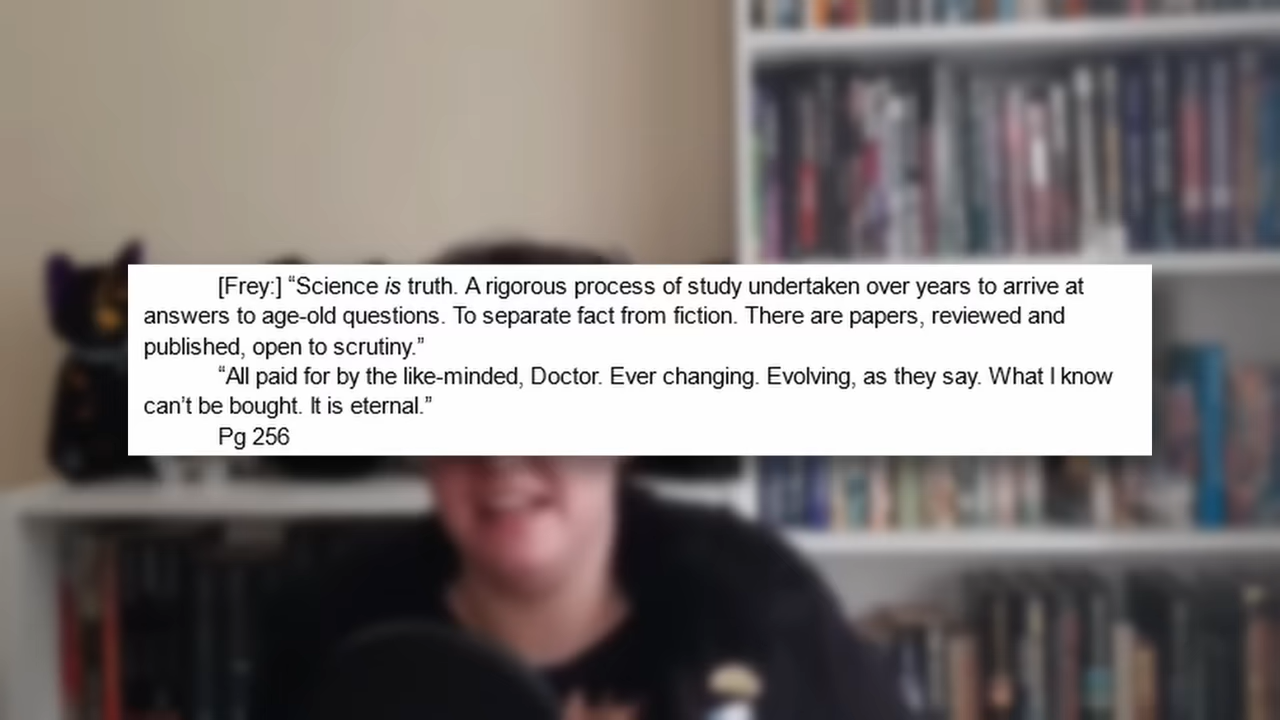 [Frey:] “Science is truth. A rigorous process of study undertaken over years to arrive at
answers to age-old questions. To separate fact from fiction. There are papers, reviewed and
published, open to scrutiny.”
“All paid for by the like-minded, Doctor. Ever changing. Evolving, as they say. What I know
can’t be bought. It is eternal.”
Pg 256